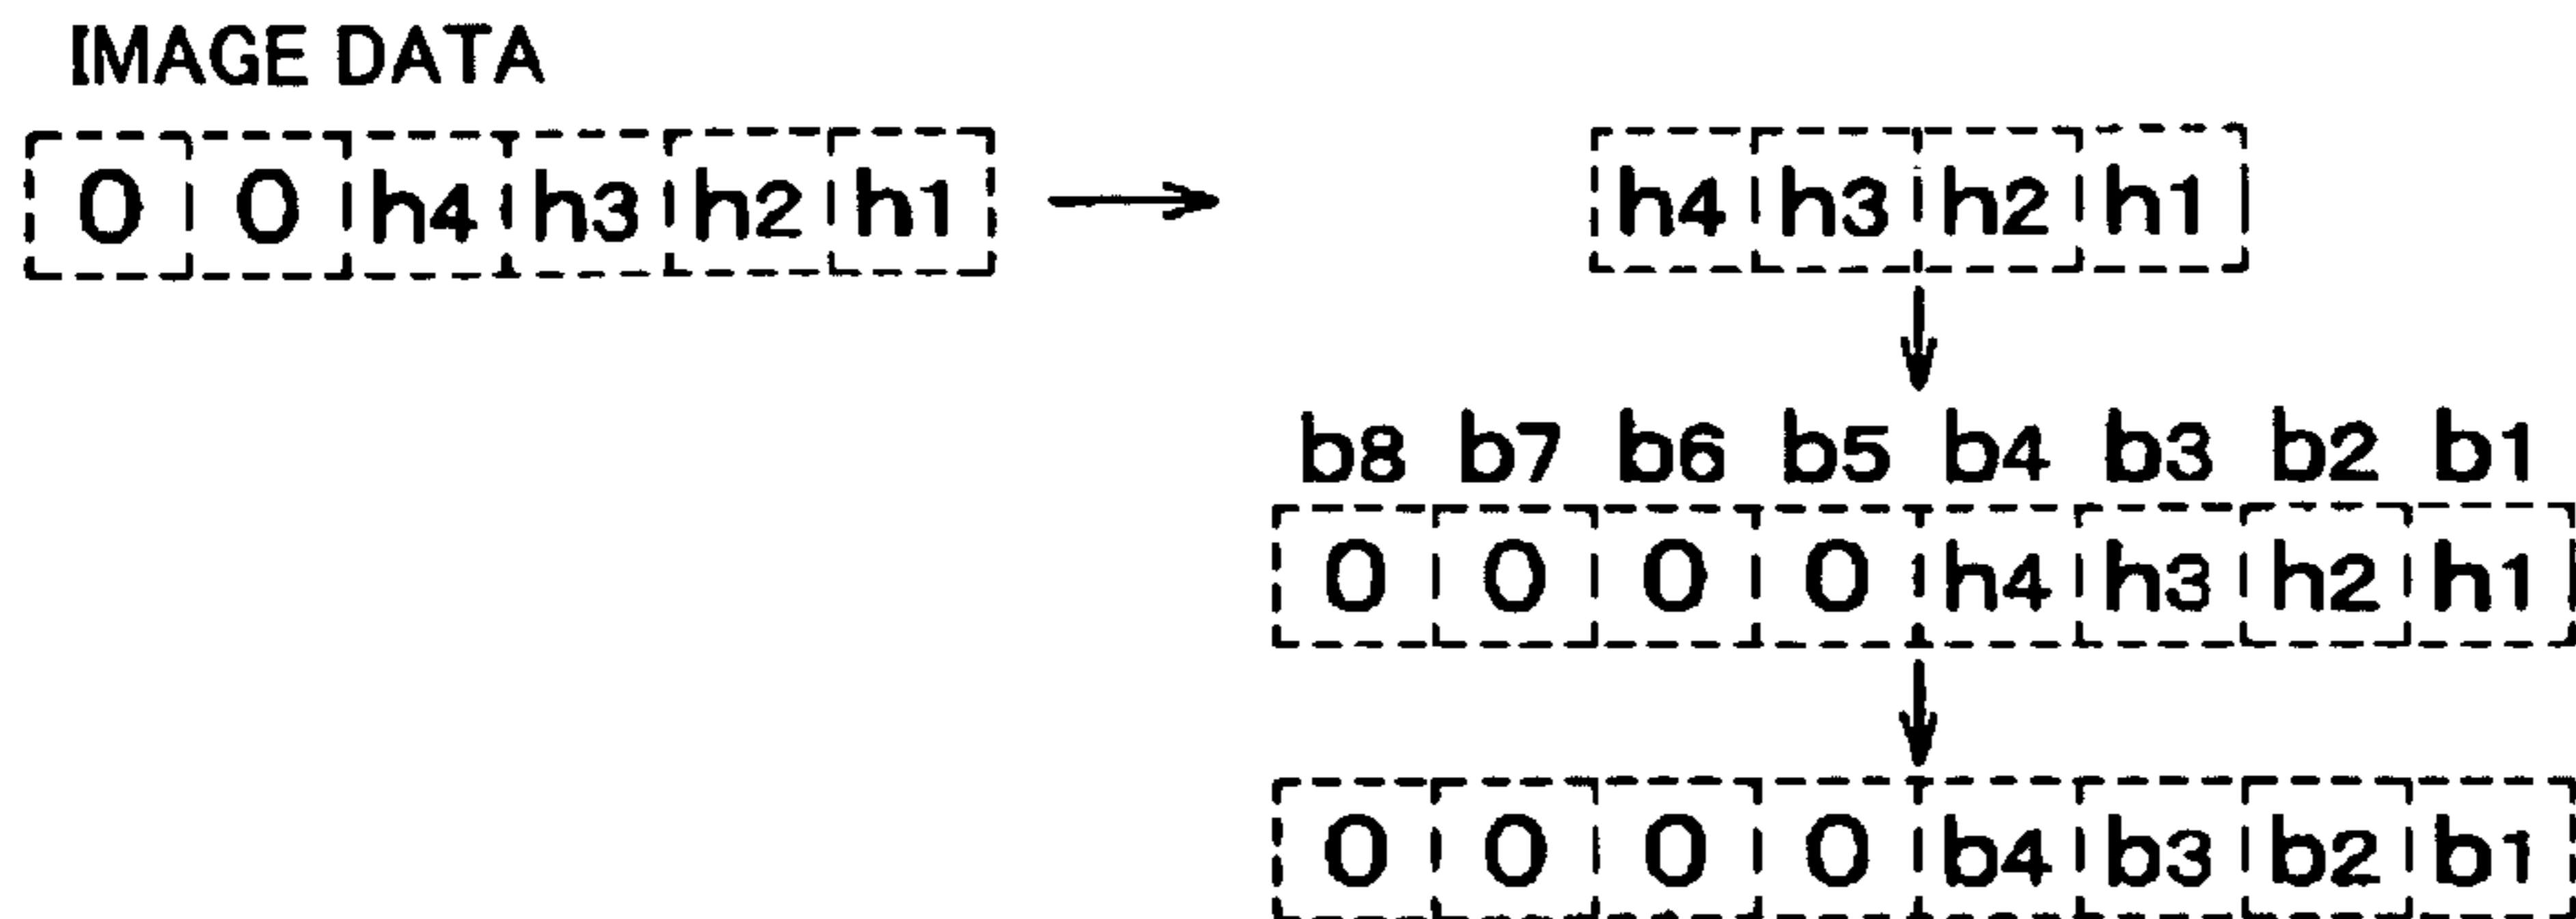 IMAGE DATA
0 0 h4 h3 h2 h1
h4 h3 h2 h1
b8 b7 b6 b5 b4 b3 b2 b1
0 0 0 0 h4 h3 h2 h1
0 0 0 0 b4 b3 b2 b1